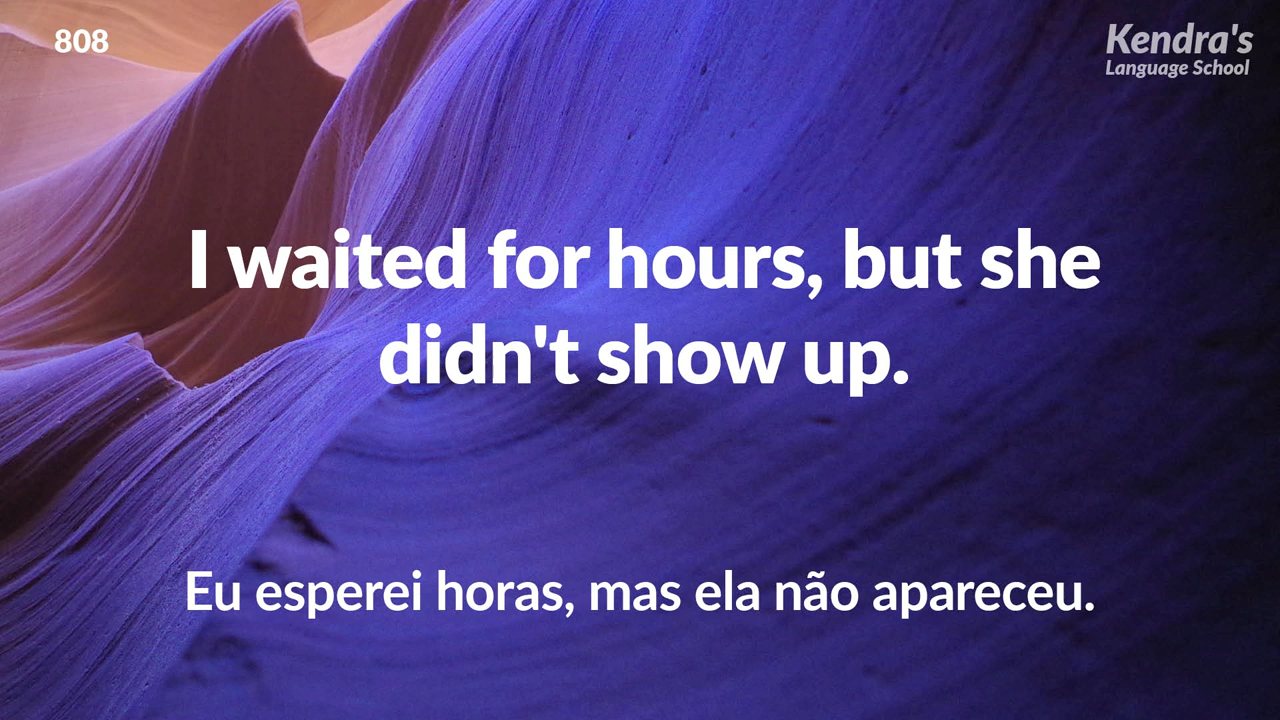 808
Kendra's
Language School
I waited for hours, but she
didn't show up.
Eu esperei horas, mas ela não apareceu.